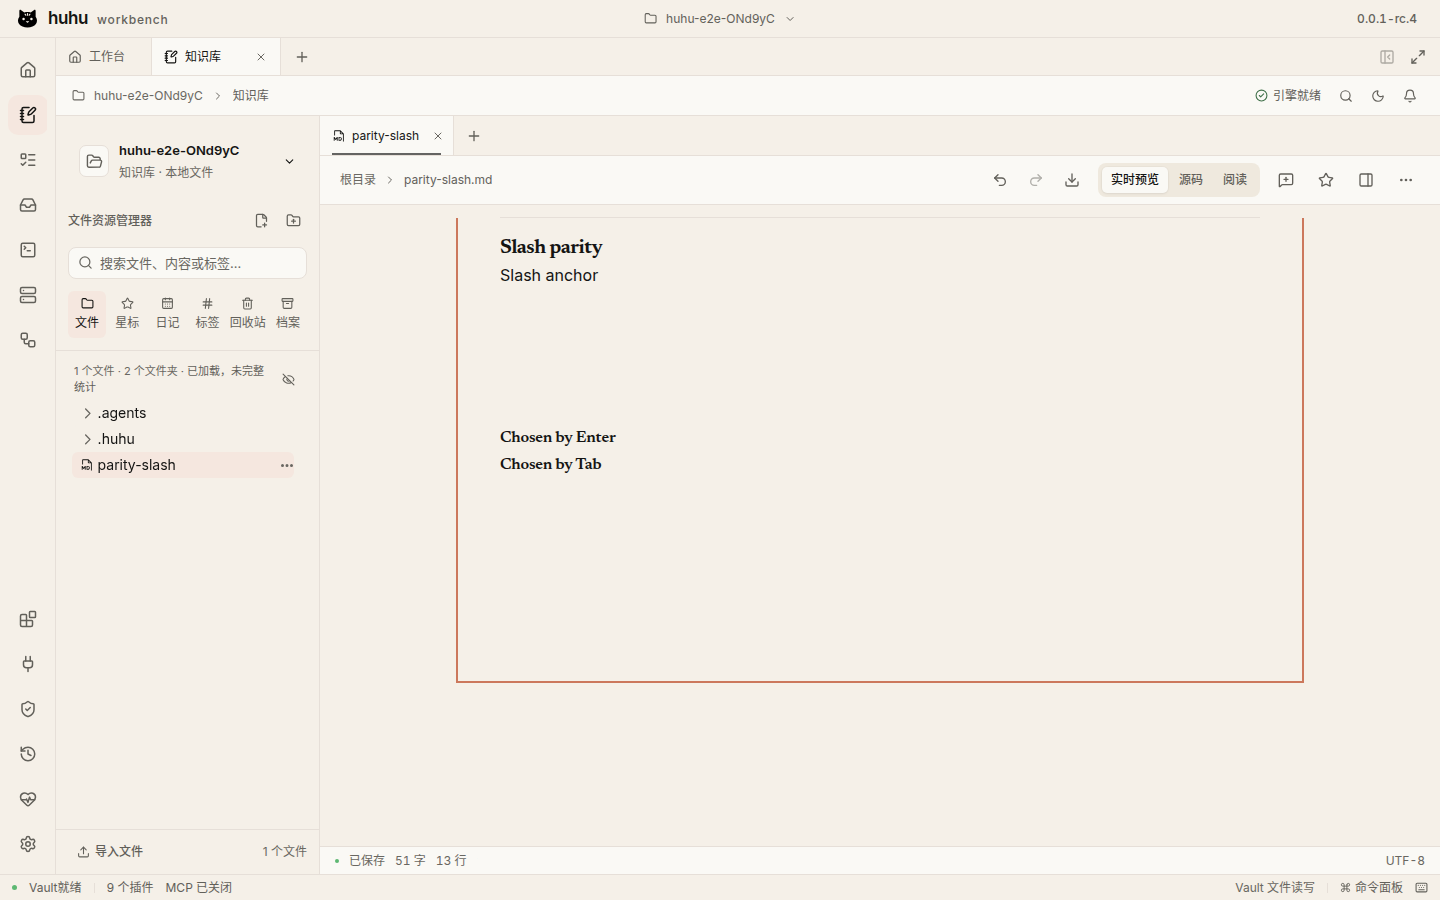 huhu workbench
huhu-e2e-ONd9yC
0.0.1-rc.4
工作台
知识库
huhu-e2e-ONd9yC
知识库
引擎就绪
huhu-e2e-ONd9yC
知识库 · 本地文件
文件资源管理器
搜索文件、内容或标签...
文件
星标
日记
标签
回收站
档案
1 个文件 · 2 个文件夹 · 已加载，未完整
统计
.agents
.huhu
parity-slash
导入文件
1 个文件
parity-slash
根目录
parity-slash.md
实时预览
源码
阅读
Slash parity
Slash anchor
Chosen by Enter
Chosen by Tab
已保存
51 字
13 行
UTF-8
Vault就绪
9 个插件
MCP 已关闭
Vault 文件读写
⌘ 命令面板